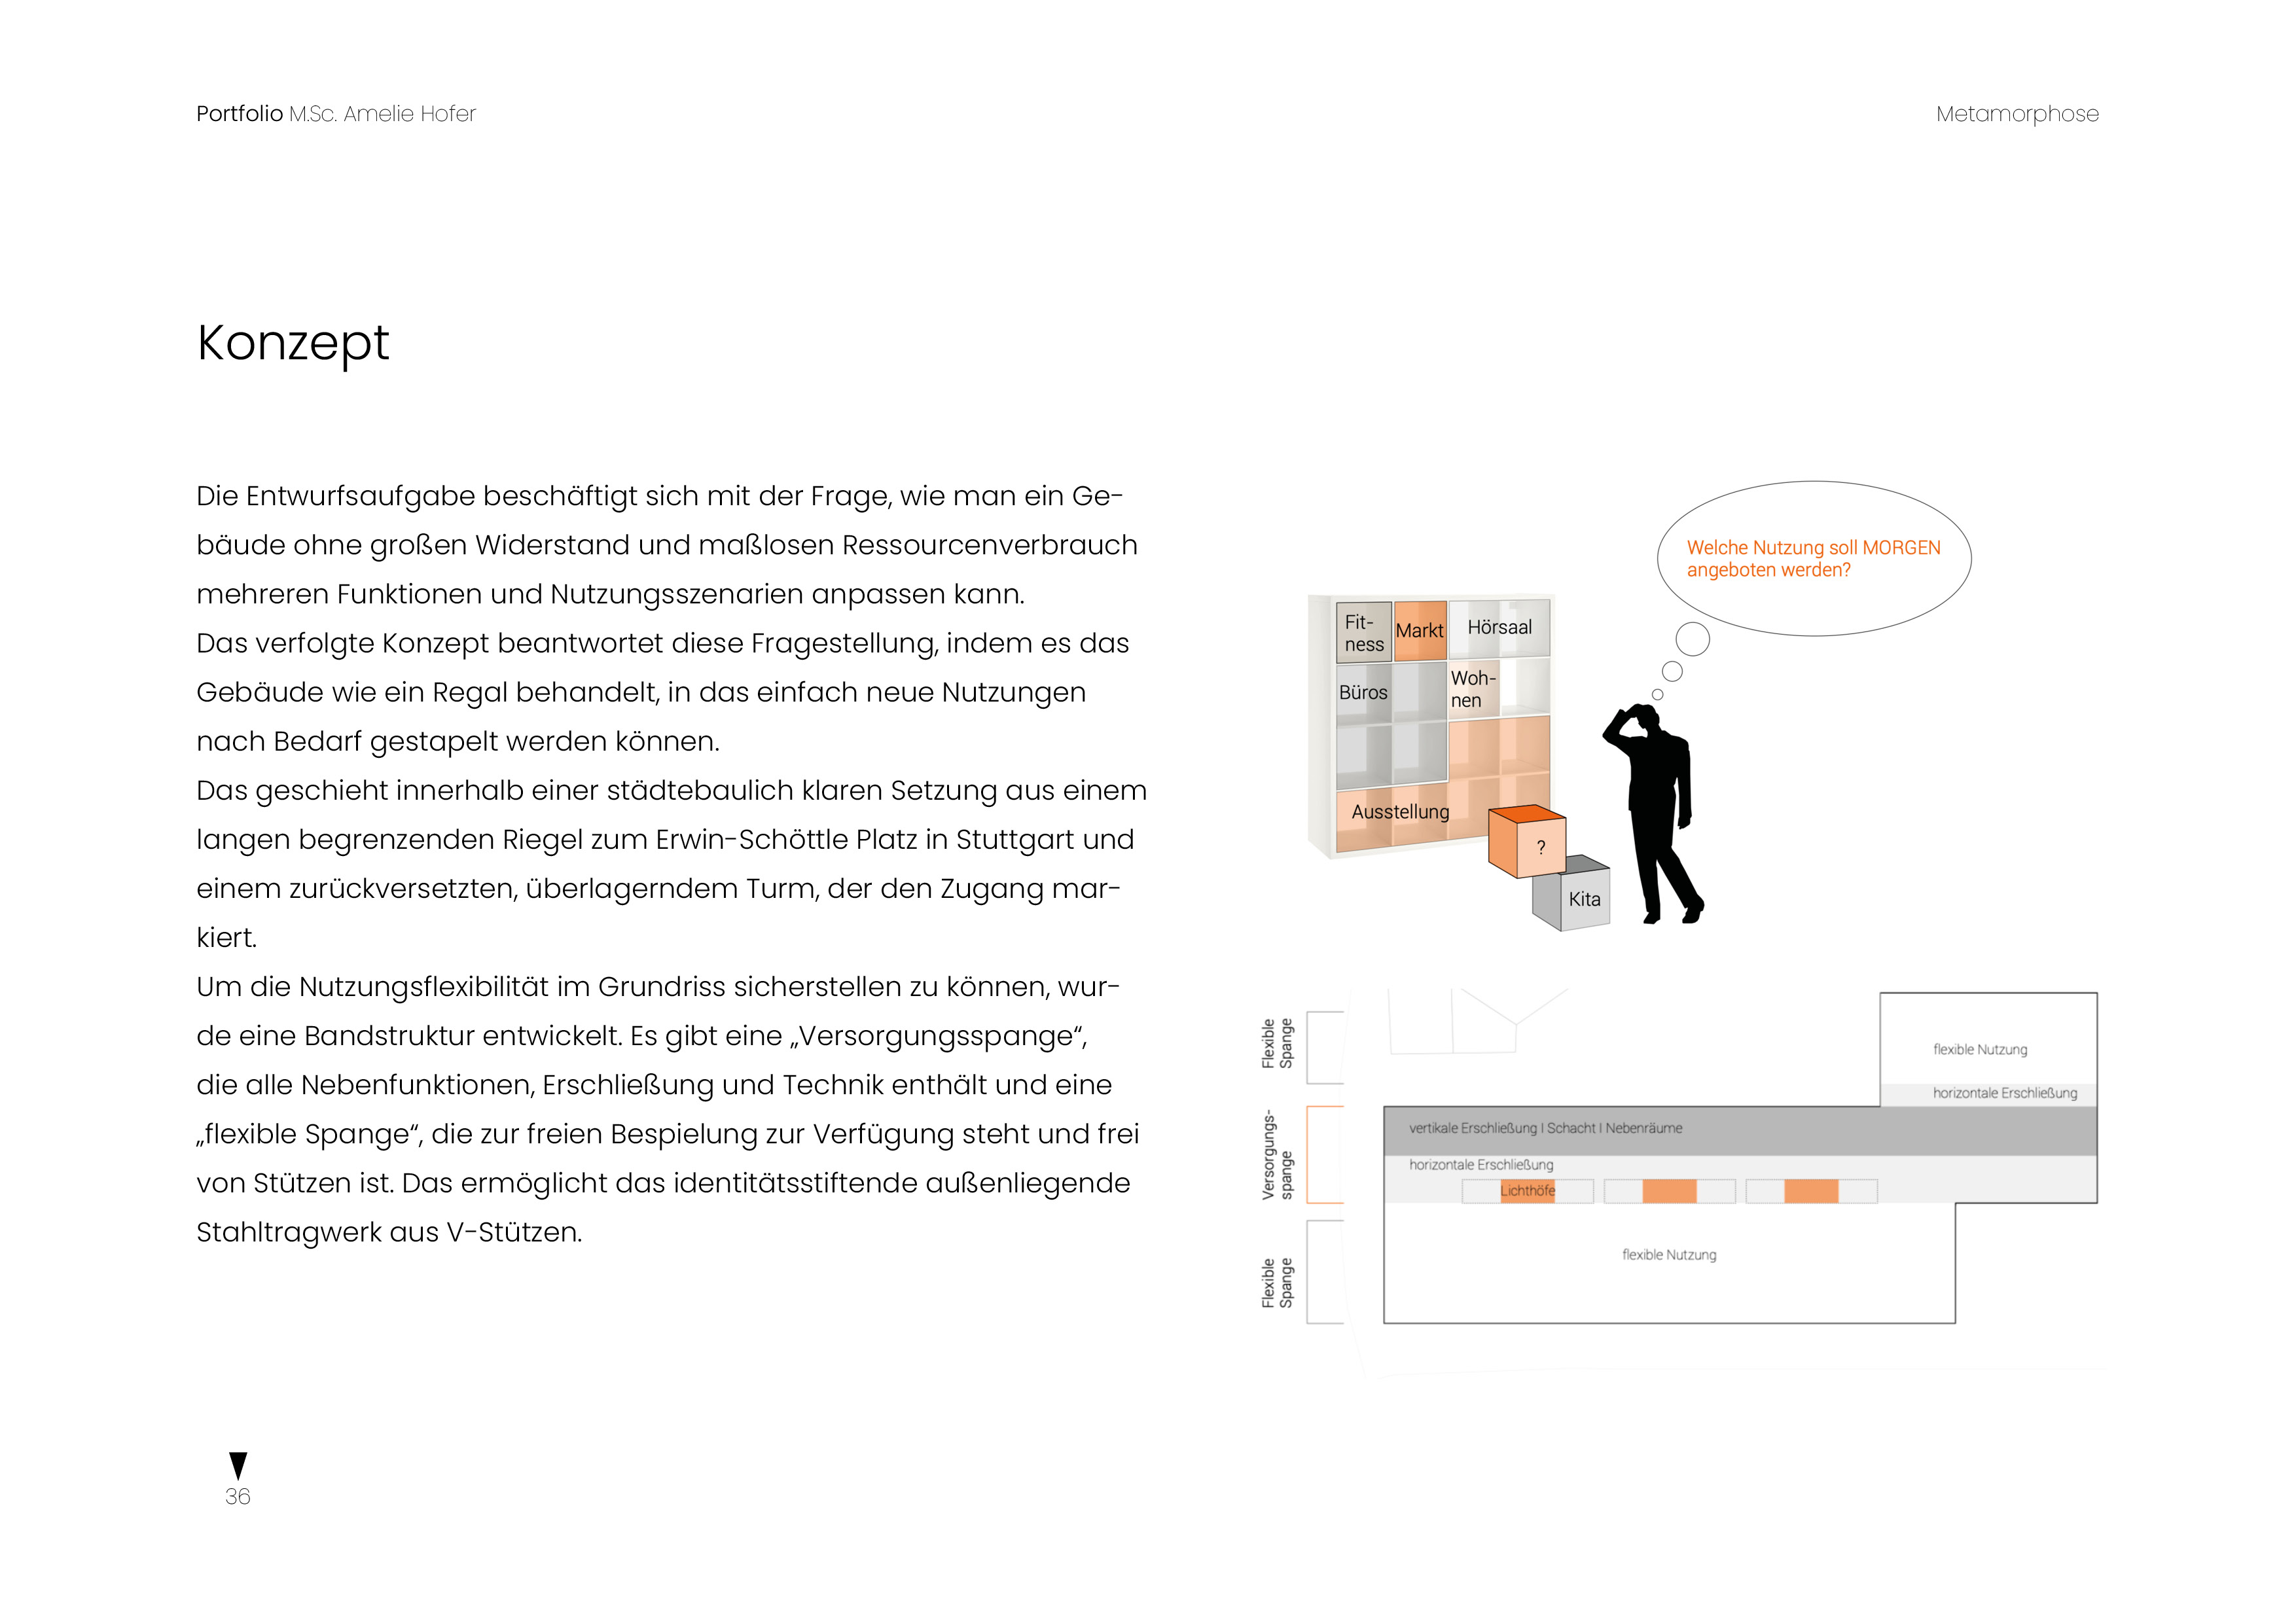 Portfolio M.Sc. Amelie Hofer
Metamorphose
Konzept
Die Entwurfsaufgabe beschäftigt sich mit der Frage, wie man ein Ge-
bäude ohne großen Widerstand und maßlosen Ressourcenverbrauch
mehreren Funktionen und Nutzungsszenarien anpassen kann.
Das verfolgte Konzept beantwortet diese Fragestellung, indem es das
Gebäude wie ein Regal behandelt, in das einfach neue Nutzungen
nach Bedarf gestapelt werden können.
Das geschieht innerhalb einer städtebaulich klaren Setzung aus einem
langen begrenzenden Riegel zum Erwin-Schöttle Platz in Stuttgart und
einem zurückversetzten, überlagerndem Turm, der den Zugang mar-
kiert.
Um die Nutzungsflexibilität im Grundriss sicherstellen zu können, wur-
de eine Bandstruktur entwickelt. Es gibt eine „Versorgungsspange“,
die alle Nebenfunktionen, Erschließung und Technik enthält und eine
„flexible Spange“, die zur freien Bespielung zur Verfügung steht und frei
von Stützen ist. Das ermöglicht das identitätsstiftende außenliegende
Stahltragwerk aus V-Stützen.
Welche Nutzung soll MORGEN
angeboten werden?
Fit-
ness
Markt
Hörsaal
Büros
Woh-
nen
Ausstellung
?
Kita
Flexible
Spange
Versorgungs-
spange
Flexible
Spange
flexible Nutzung
horizontale Erschließung
vertikale Erschließung I Schacht I Nebenräume
horizontale Erschließung
Lichthöfe
flexible Nutzung
36